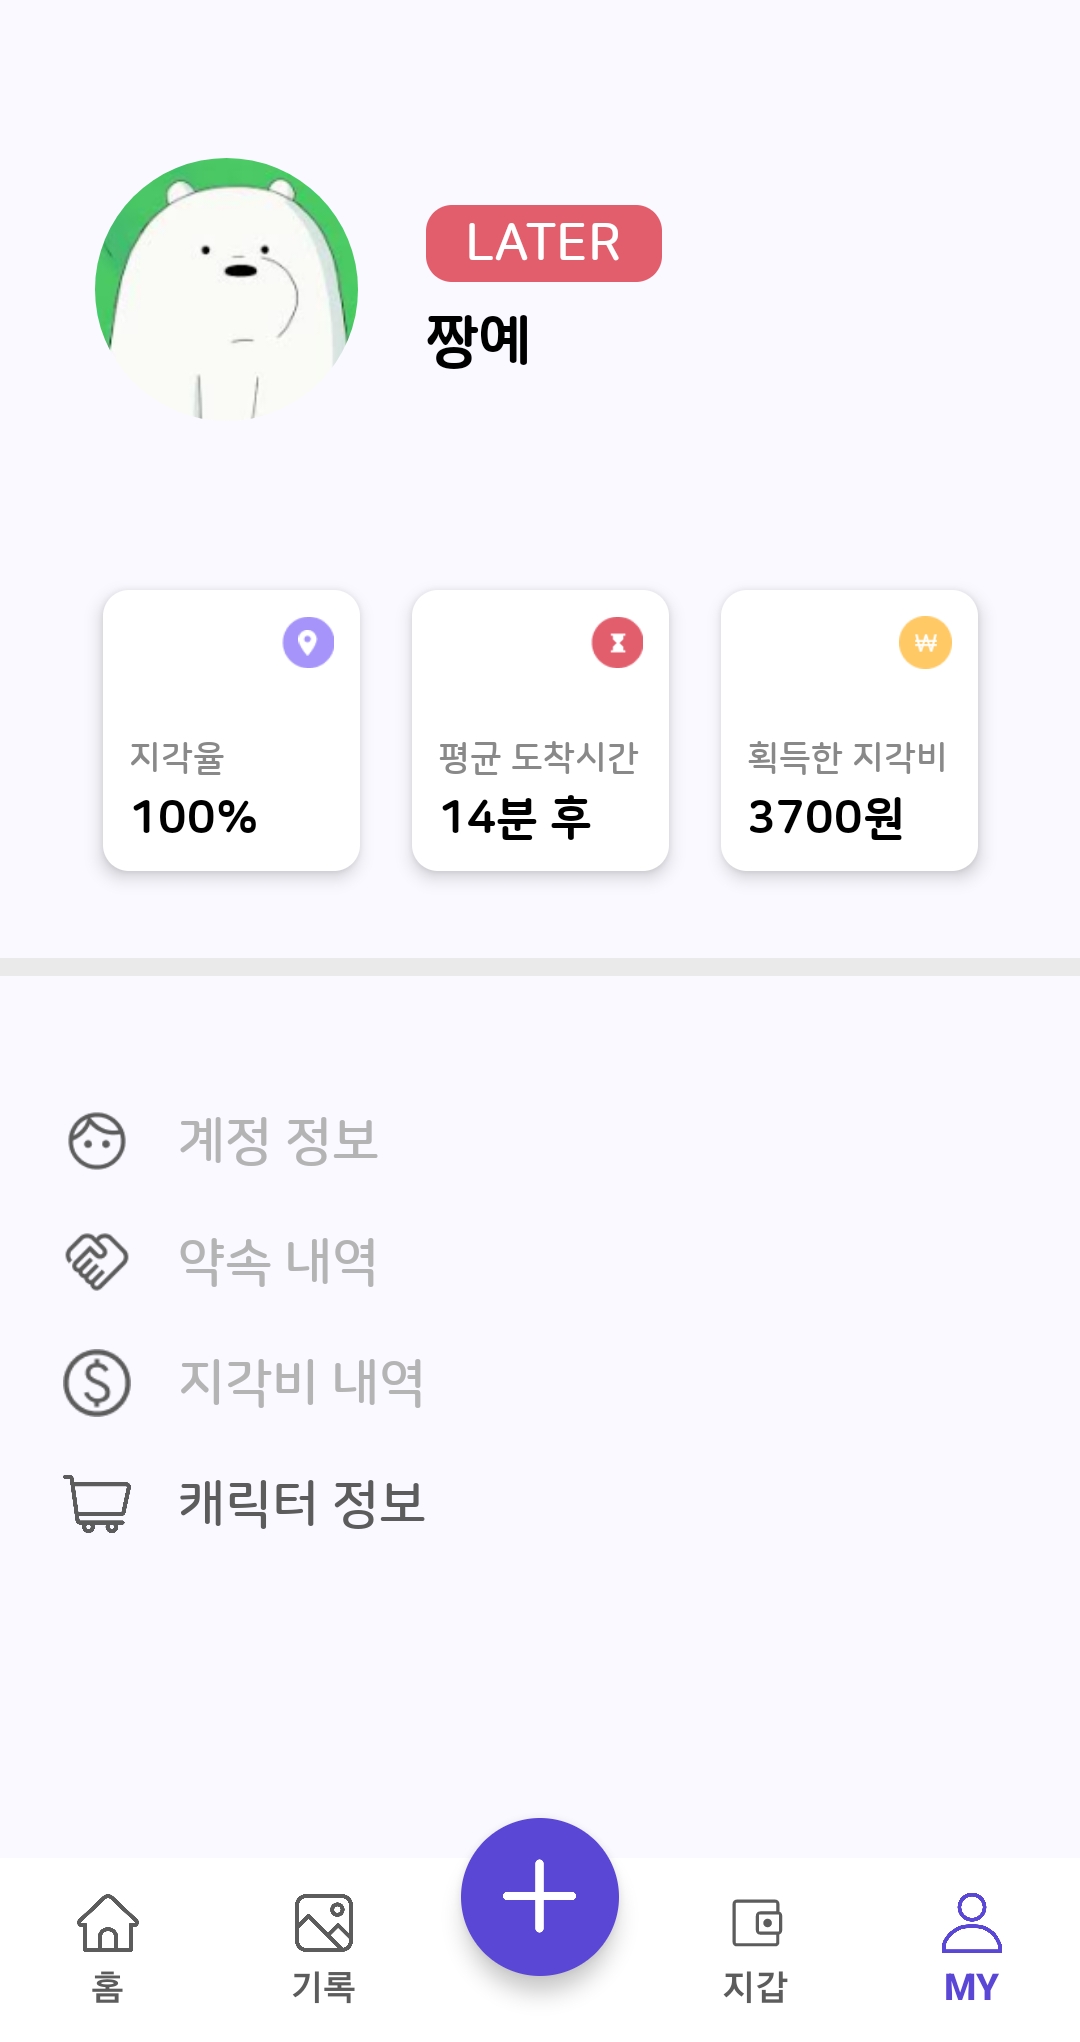 LATER
짱예
지각율
100%
평균 도착시간
14분 후
획득한 지각비
3700원
계정 정보
약속 내역
지각비 내역
캐릭터 정보
홈
기록
지갑
MY